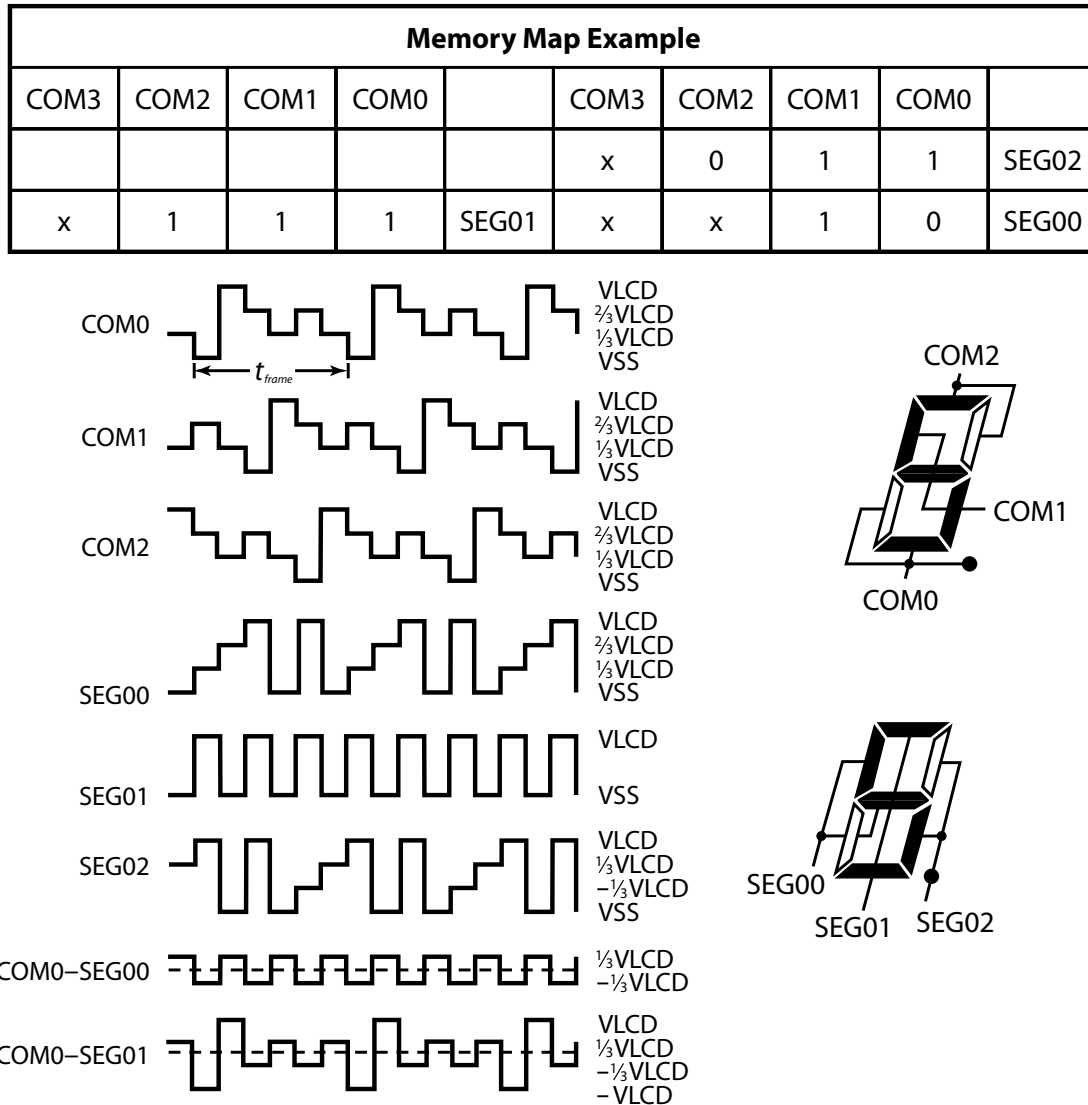 Memory Map Example
COM3 COM2 COM1 COM0 COM3 COM2 COM1 COM0
x 0 1 1 SEG02
x 1 1 1 SEG01 x x 1 0 SEG00
COM0
VLCD
⅔VLCD
⅓VLCD
VSS
tframe
COM1
VLCD
⅔VLCD
⅓VLCD
VSS
COM2
VLCD
⅔VLCD
⅓VLCD
VSS
SEG00
VLCD
⅔VLCD
⅓VLCD
VSS
SEG01
VLCD
VSS
SEG02
VLCD
⅓VLCD
–⅓VLCD
VSS
COM0–SEG00
⅓VLCD
–⅓VLCD
COM0–SEG01
VLCD
⅓VLCD
–⅓VLCD
–VLCD
COM2
COM1
COM0
SEG00
SEG01
SEG02